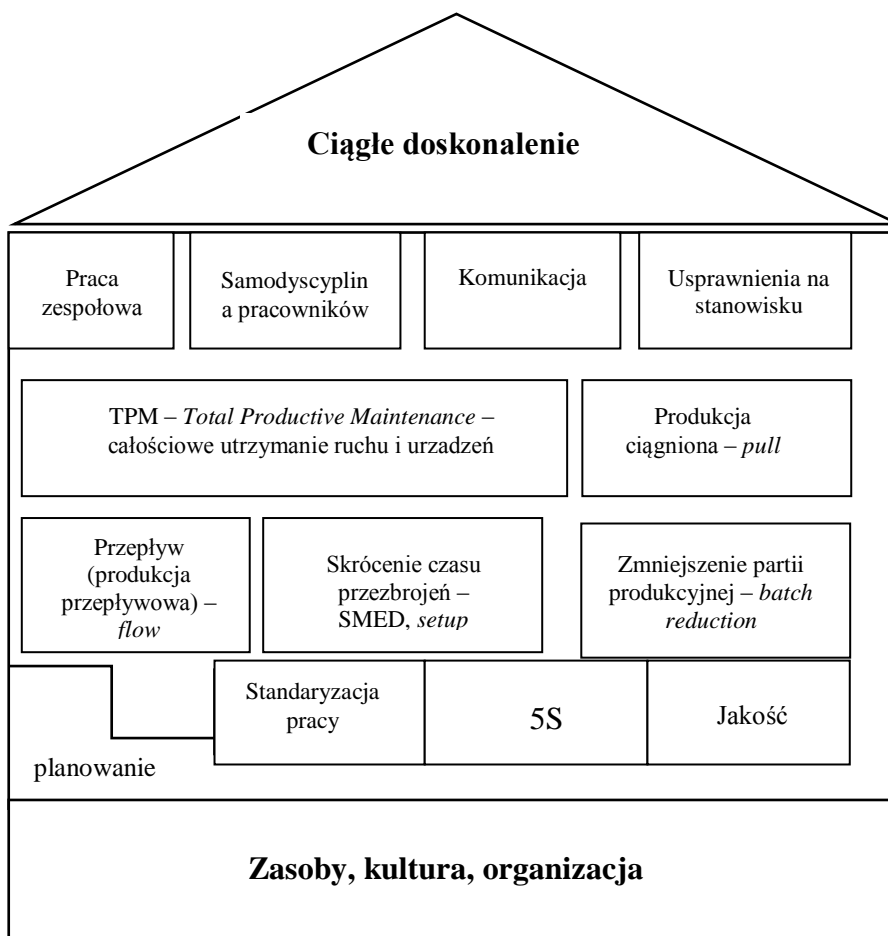 Ciągłe doskonalenie
Praca
zespołowa
Samodyscyplin
a pracowników
Komunikacja
Usprawnienia na
stanowisku
TPM – Total Productive Maintenance –
całościowe utrzymanie ruchu i urzadzeń
Produkcja
ciągniona – pull
Przepływ
(produkcja
przepływowa) –
flow
Skrócenie czasu
przezbrojeń –
SMED, setup
Zmniejszenie partii
produkcyjnej – batch
reduction
Standaryzacja
pracy
5S
Jakość
planowanie
Zasoby, kultura, organizacja